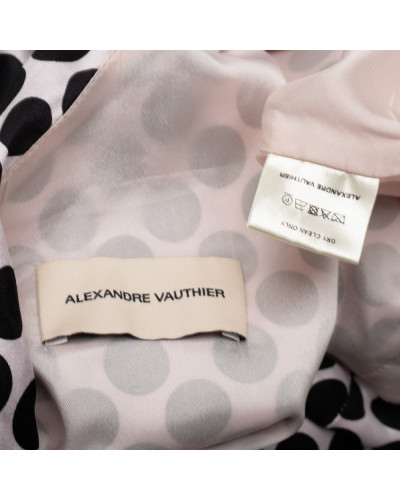 ALEXANDRE VAUTHIER
ALEXANDRE VAUTHIER
P
DRY CLEAN ONLY